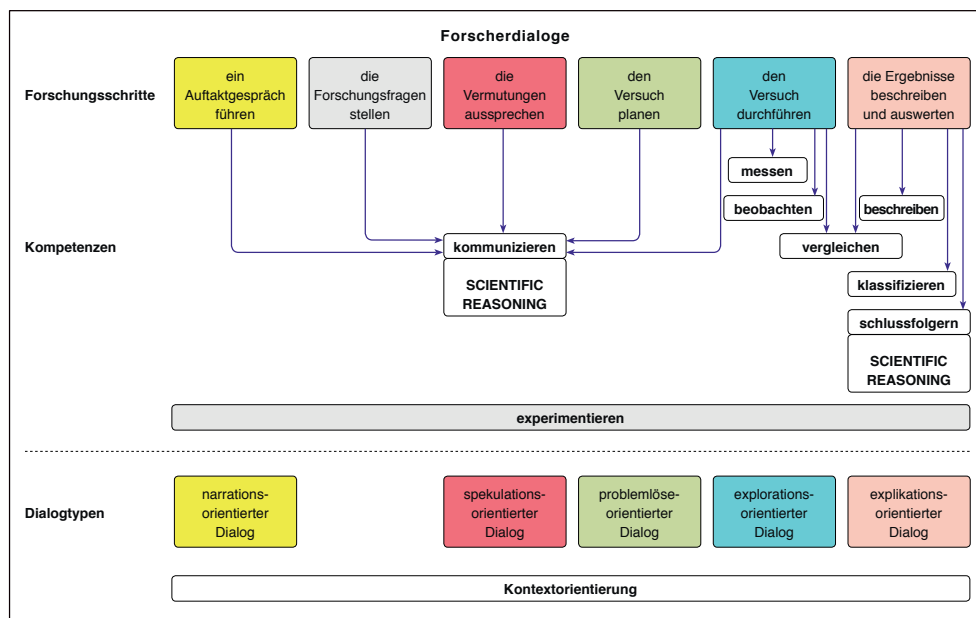 Forscherdialoge
Forschungsschritte
ein
Auftaktgespräch
führen
die
Forschungsfragen
stellen
die
Vermutungen
aussprechen
den
Versuch
planen
den
Versuch
durchführen
die Ergebnisse
beschreiben
und auswerten
messen
beobachten
beschreiben
Kompetenzen
kommunizieren
vergleichen
SCIENTIFIC
REASONING
klassifizieren
schlussfolgern
SCIENTIFIC
REASONING
experimentieren
Dialogtypen
narrations-
orientierter
Dialog
spekulations-
orientierter
Dialog
problemlöse-
orientierter
Dialog
explorations-
orientierter
Dialog
explikations-
orientierter
Dialog
Kontextorientierung